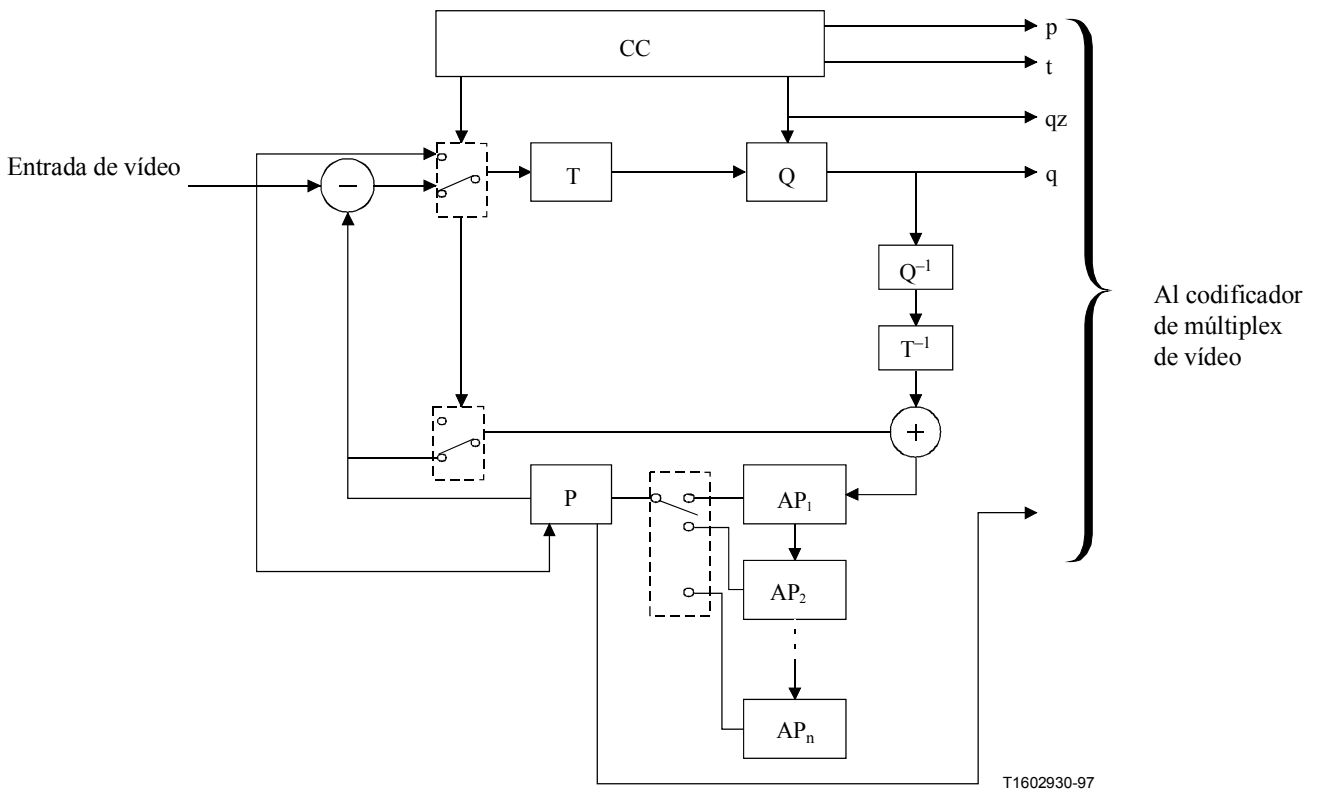 CC
p
t
qz
q
Entrada de vídeo
−
T
Q
Q⁻¹
T⁻¹
Al codificador
de múltiplex
de vídeo
+
P
AP₁
AP₂
APₙ
T1602930-97